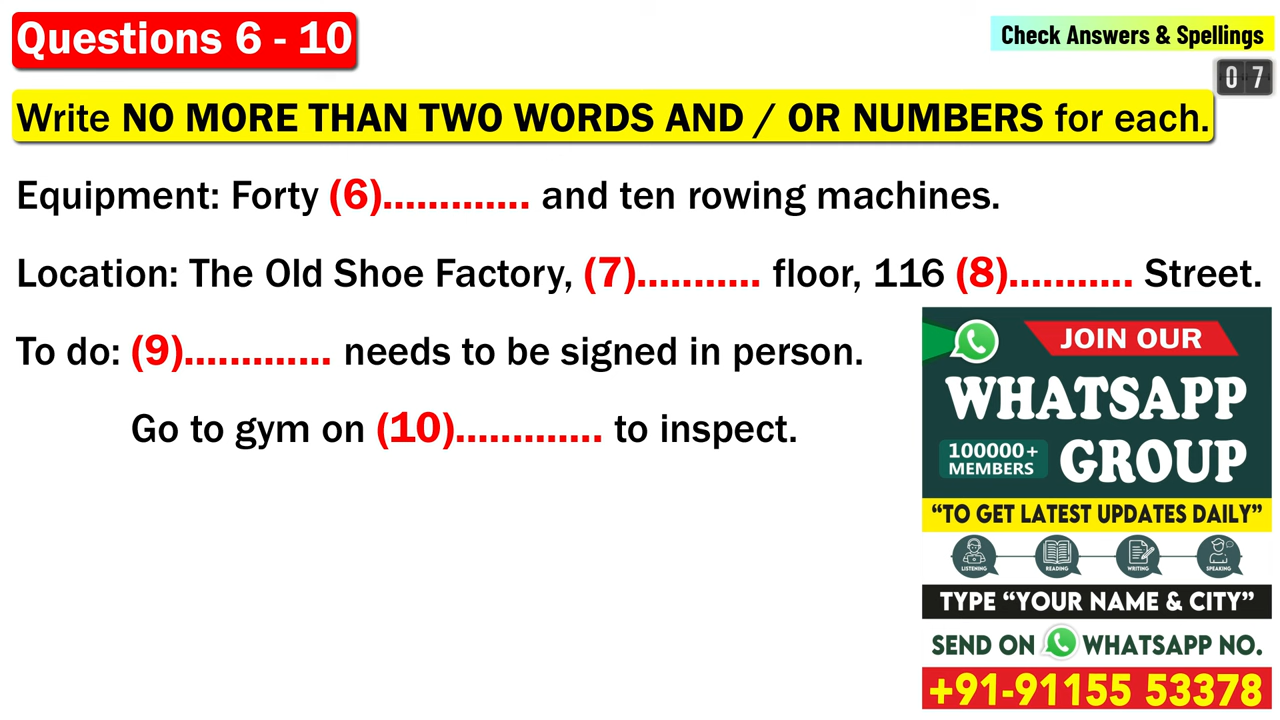 Questions 6 - 10
Check Answers & Spellings
07
Write NO MORE THAN TWO WORDS AND / OR NUMBERS for each.
Equipment: Forty (6)............. and ten rowing machines.
Location: The Old Shoe Factory, (7)........... floor, 116 (8)........... Street.
To do: (9)............. needs to be signed in person.
Go to gym on (10)............. to inspect.
JOIN OUR
WHATSAPP
100000+
MEMBERS
GROUP
“TO GET LATEST UPDATES DAILY”
LISTENING READING WRITING SPEAKING
TYPE “YOUR NAME & CITY”
SEND ON WHATSAPP NO.
+91-91155 53378